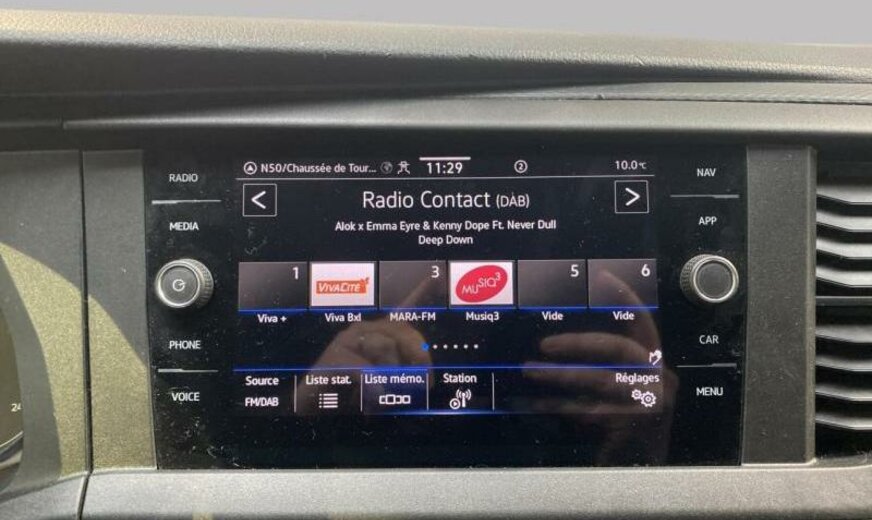 N50/Chaussée de Tour... 11:29 2 10.0°C
RADIO
NAV
< Radio Contact (DAB) >
MEDIA
APP
Alok x Emma Eyre & Kenny Dope Ft. Never Dull
Deep Down
1 VIVACITÉ 3 MUSIQ3 5 6
Viva + Viva Bxl MARA-FM Musiq3 Vide Vide
PHONE
CAR
Source Liste stat. Liste mémo. Station Réglages
FM/DAB
VOICE
MENU
24